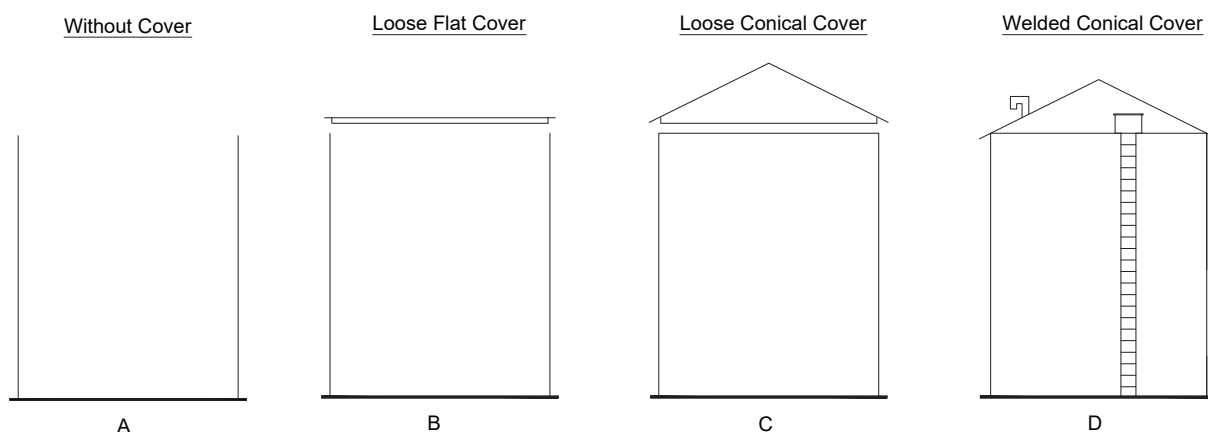 Without Cover
Loose Flat Cover
Loose Conical Cover
Welded Conical Cover
A
B
C
D